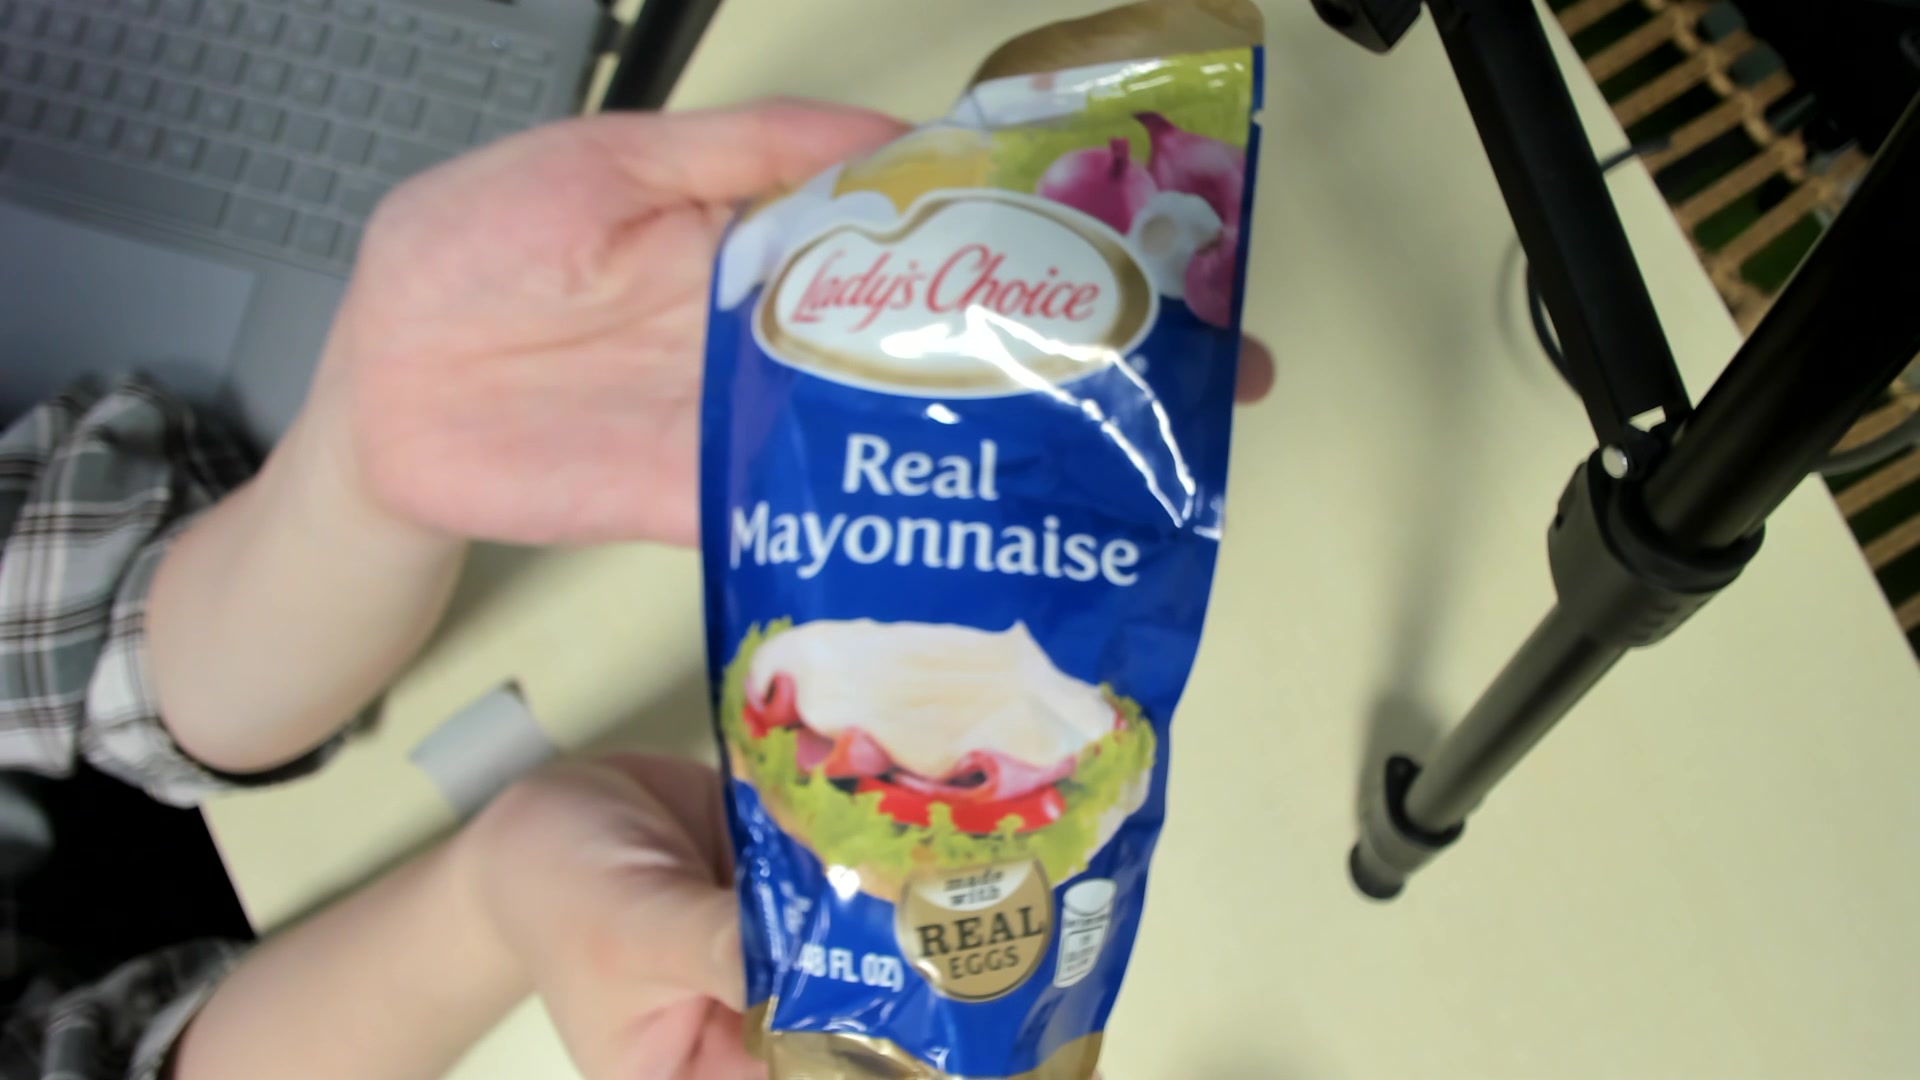 Lady's Choice
Real
Mayonnaise
made
with
REAL
EGGS
FL OZ)